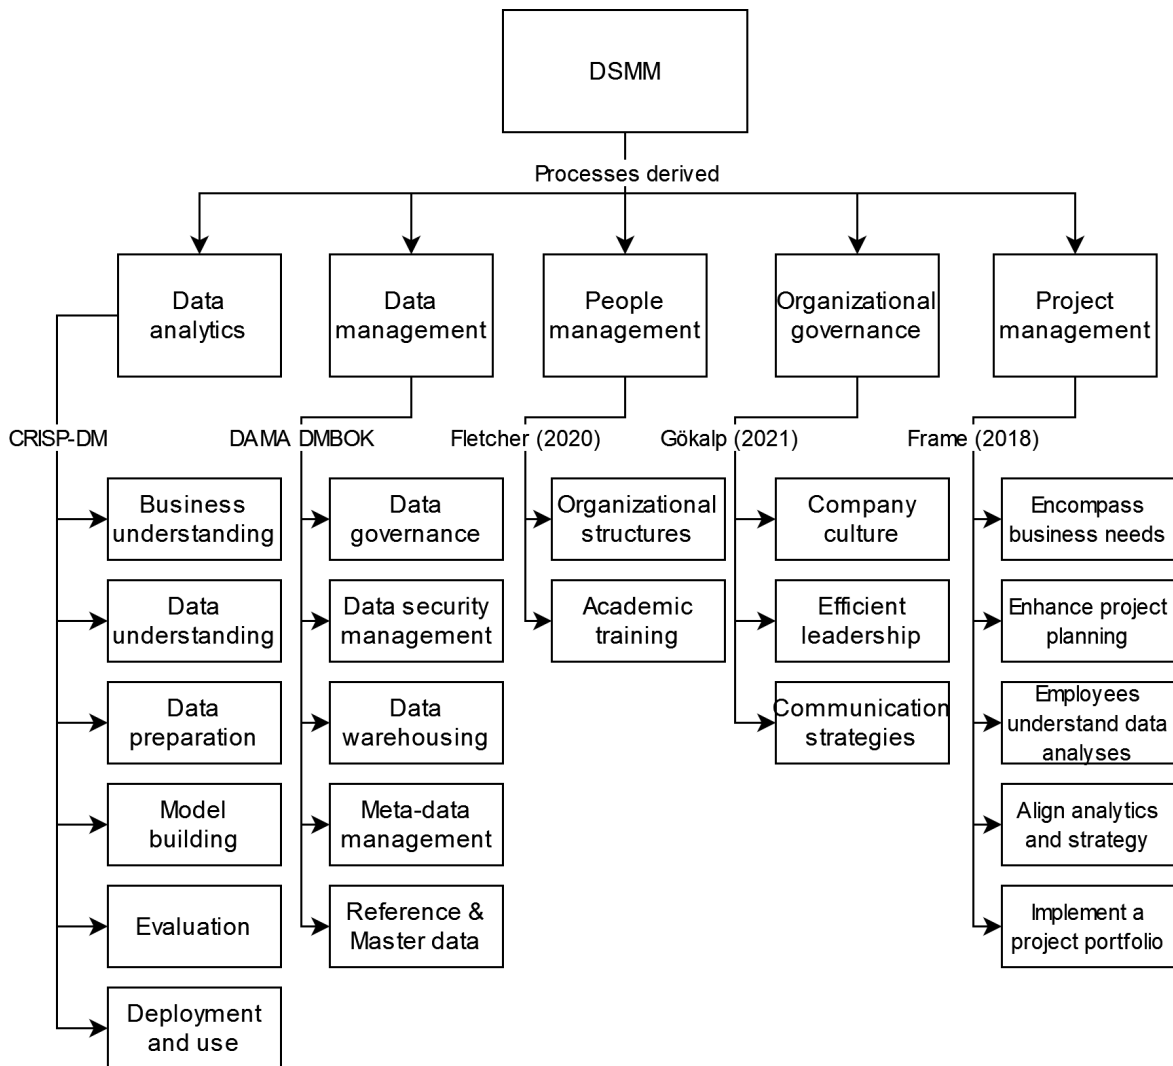 DSMM
Processes derived
Data
analytics
Data
management
People
management
Organizational
governance
Project
management
CRISP-DM
DAMA DMBOK
Fletcher (2020)
Gökalp (2021)
Frame (2018)
Business
understanding
Data
understanding
Data
preparation
Model
building
Evaluation
Deployment
and use
Data
governance
Data security
management
Data
warehousing
Meta-data
management
Reference &
Master data
Organizational
structures
Academic
training
Company
culture
Efficient
leadership
Communication
strategies
Encompass
business needs
Enhance project
planning
Employees
understand data
analyses
Align analytics
and strategy
Implement a
project portfolio